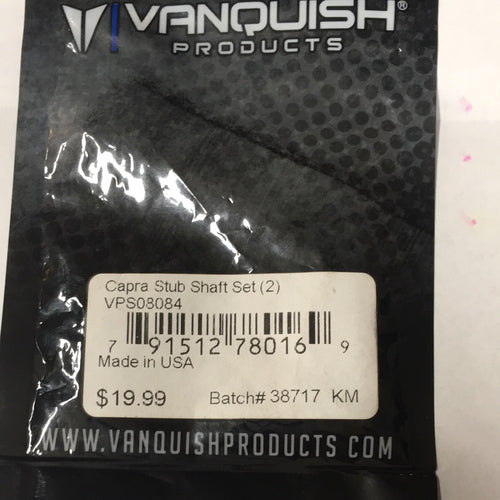 VANQUISH®
PRODUCTS
Capra Stub Shaft Set (2)
VPS08084
7 91512 78016 9
Made in USA
$19.99 Batch# 38717 KM
WWW.VANQUISHPRODUCTS.COM